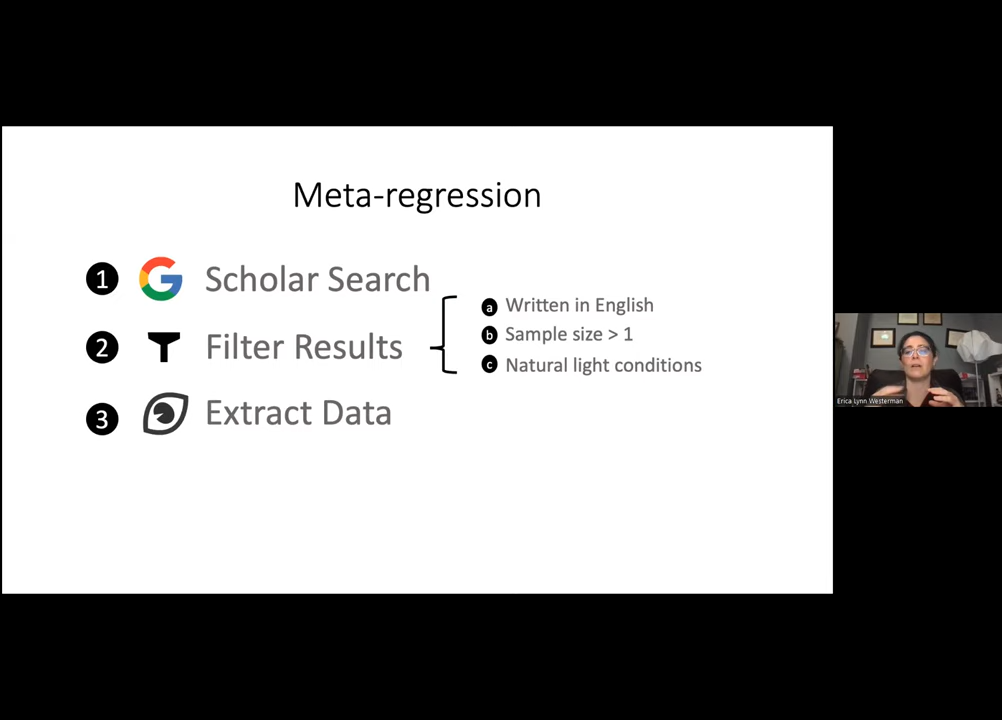 Meta-regression
1 Scholar Search
2 Filter Results
a Written in English
b Sample size > 1
c Natural light conditions
3 Extract Data
Erica Lynn Westerman